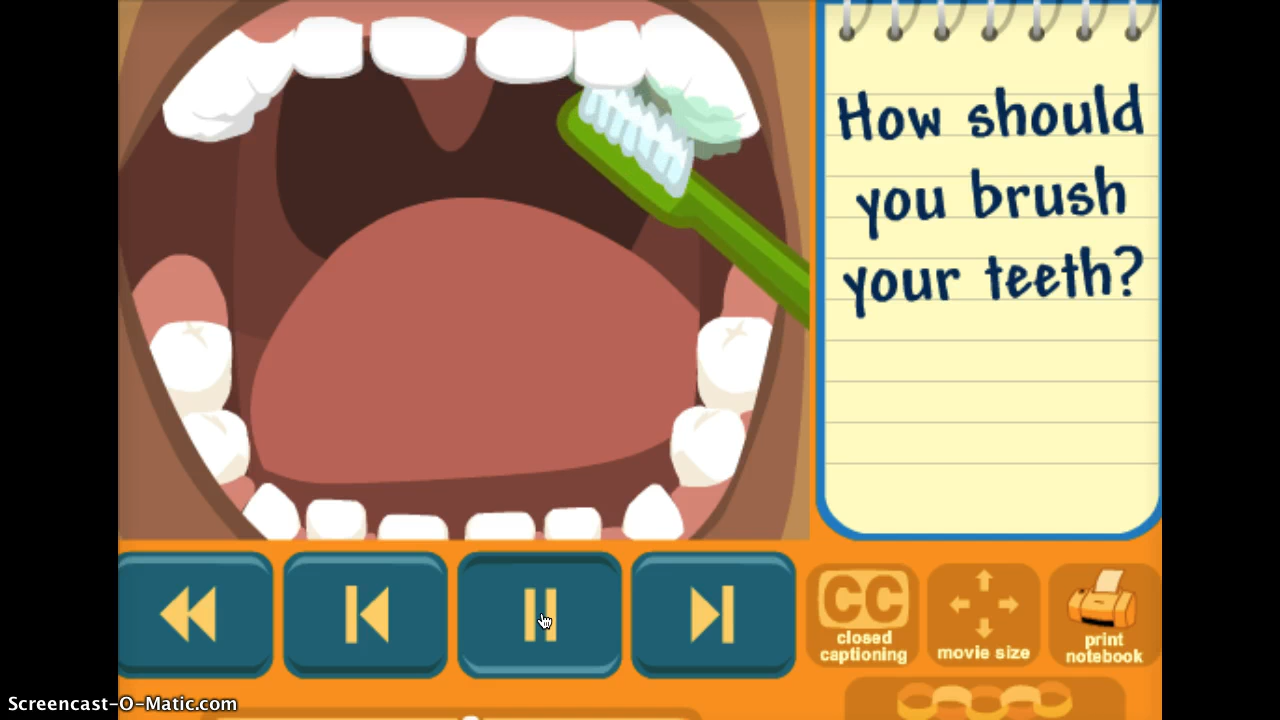 How should
you brush
your teeth?
CC
closed
captioning
movie size
print
notebook
Screencast-O-Matic.com